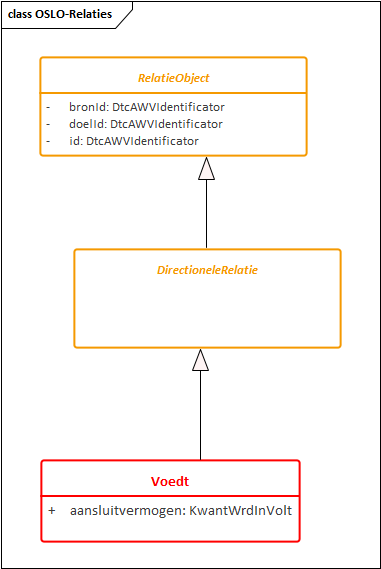 class OSLO-Relaties
RelatieObject
- bronId: DtcAWVIdentificator
- doelId: DtcAWVIdentificator
- id: DtcAWVIdentificator
DirectioneleRelatie
Voedt
+ aansluitvermogen: KwantWrdInVolt